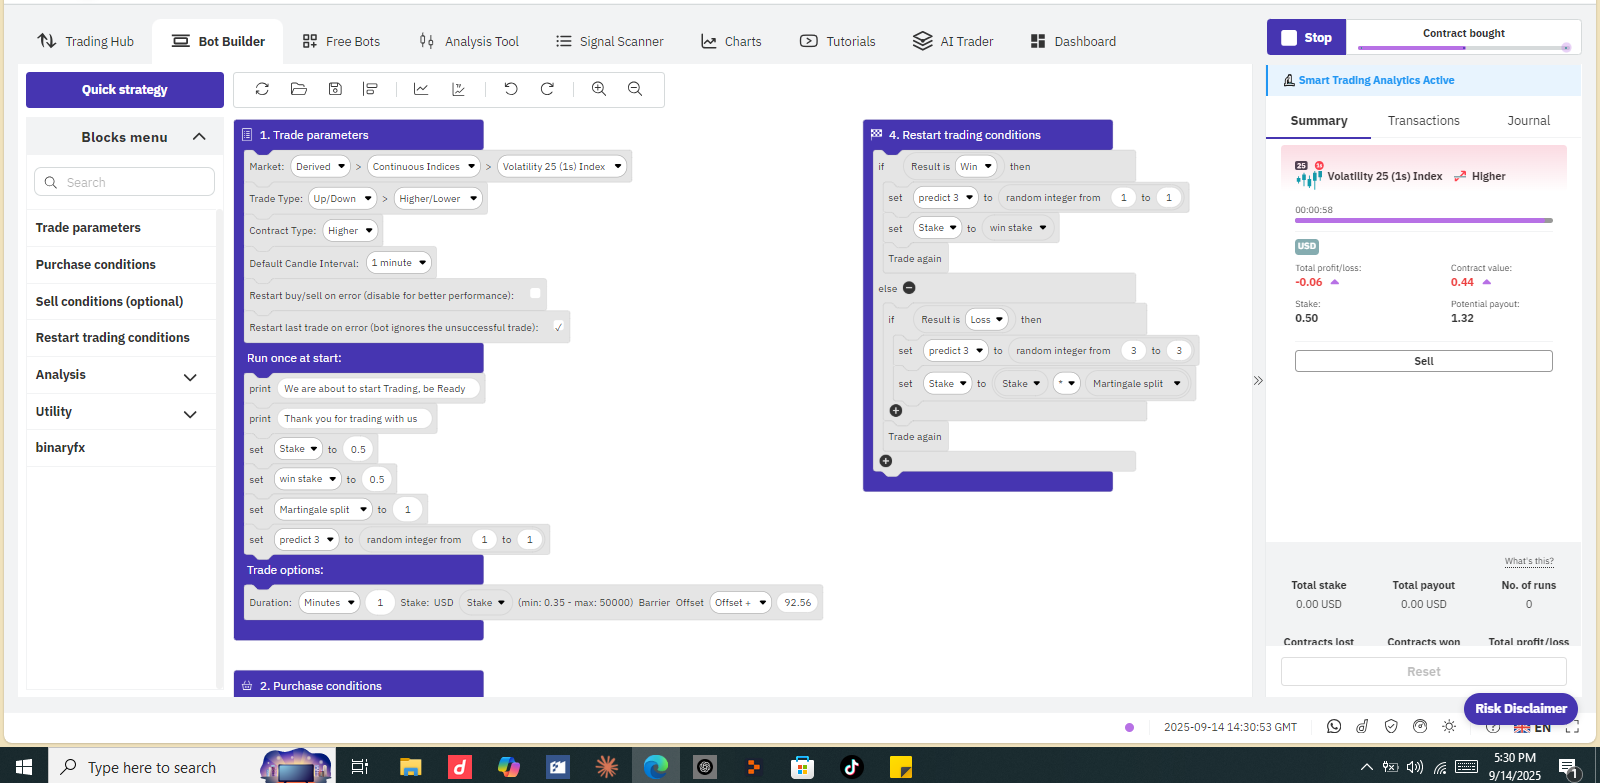 Trading Hub
Bot Builder
Free Bots
Analysis Tool
Signal Scanner
Charts
Tutorials
AI Trader
Dashboard
Stop
Contract bought
Quick strategy
Blocks menu
Search
Trade parameters
Purchase conditions
Sell conditions (optional)
Restart trading conditions
Analysis
Utility
binaryfx
1. Trade parameters
Market: Derived > Continuous Indices > Volatility 25 (1s) Index
Trade Type: Up/Down > Higher/Lower
Contract Type: Higher
Default Candle Interval: 1 minute
Restart buy/sell on error (disable for better performance):
Restart last trade on error (bot ignores the unsuccessful trade): ✓
Run once at start:
print We are about to start Trading, be Ready
print Thank you for trading with us
set Stake to 0.5
set win stake to 0.5
set Martingale split to 1
set predict 3 to random integer from 1 to 1
Trade options:
Duration: Minutes 1 Stake: USD Stake (min: 0.35 - max: 50000) Barrier Offset Offset + 92.56
2. Purchase conditions
4. Restart trading conditions
if Result is Win then
set predict 3 to random integer from 1 to 1
set Stake to win stake
Trade again
else
if Result is Loss then
set predict 3 to random integer from 3 to 3
set Stake to Stake * Martingale split
Trade again
Smart Trading Analytics Active
Summary
Transactions
Journal
25 1s
Volatility 25 (1s) Index Higher
00:00:58
USD
Total profit/loss: Contract value:
-0.06 0.44
Stake: Potential payout:
0.50 1.32
Sell
What's this?
Total stake Total payout No. of runs
0.00 USD 0.00 USD 0
Contracts lost Contracts won Total profit/loss
Reset
Risk Disclaimer
2025-09-14 14:30:53 GMT
EN
Type here to search
5:30 PM
9/14/2025
1